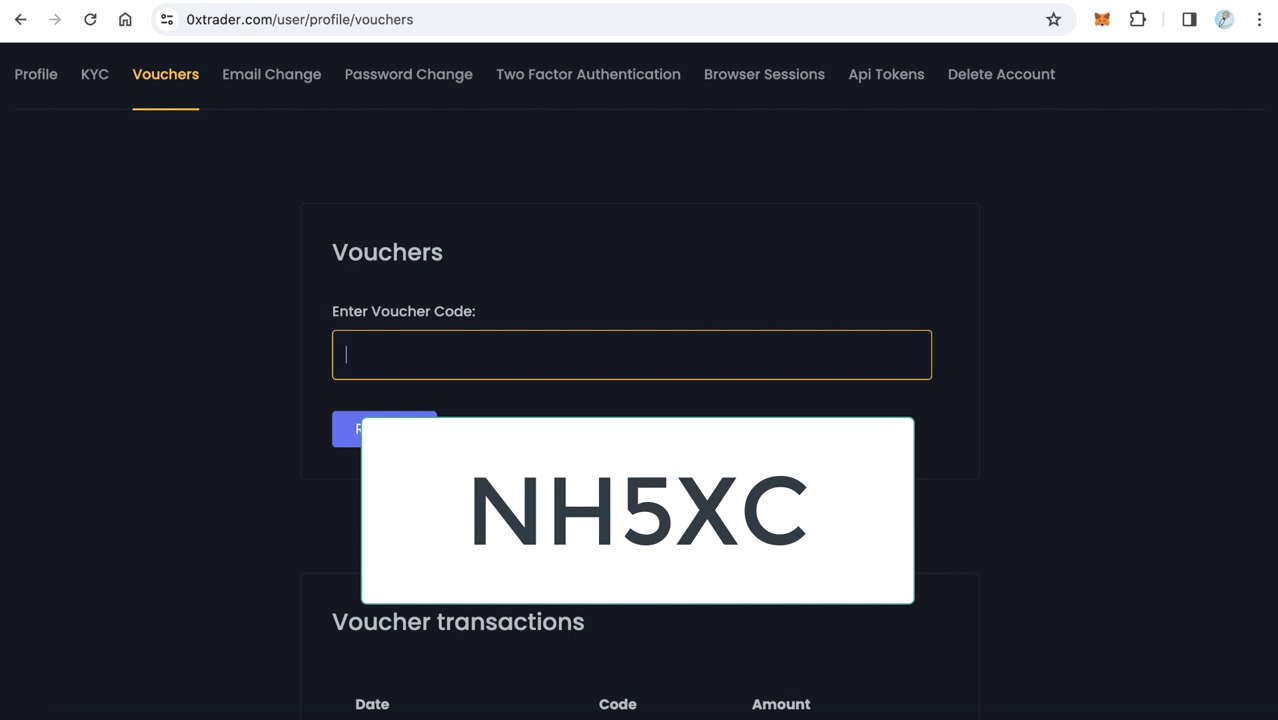 0xtrader.com/user/profile/vouchers
Profile KYC Vouchers Email Change Password Change Two Factor Authentication Browser Sessions Api Tokens Delete Account
Vouchers
Enter Voucher Code:
NH5XC
Voucher transactions
Date Code Amount